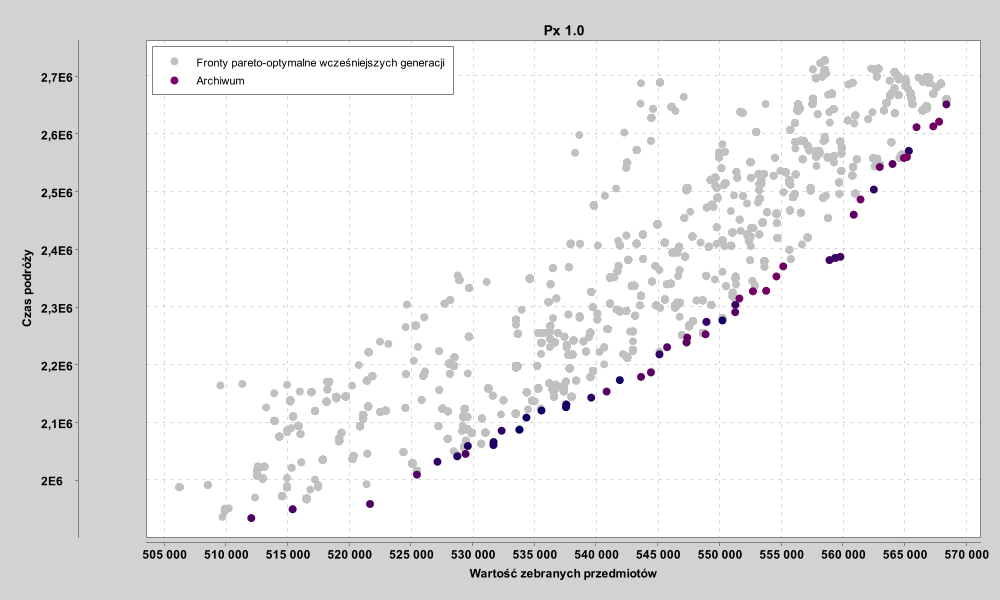 Px 1.0
Fronty pareto-optymalne wcześniejszych generacji
Archiwum
Czas podróży
2,7E6
2,6E6
2,5E6
2,4E6
2,3E6
2,2E6
2,1E6
2E6
505 000 510 000 515 000 520 000 525 000 530 000 535 000 540 000 545 000 550 000 555 000 560 000 565 000 570 000
Wartość zebranych przedmiotów